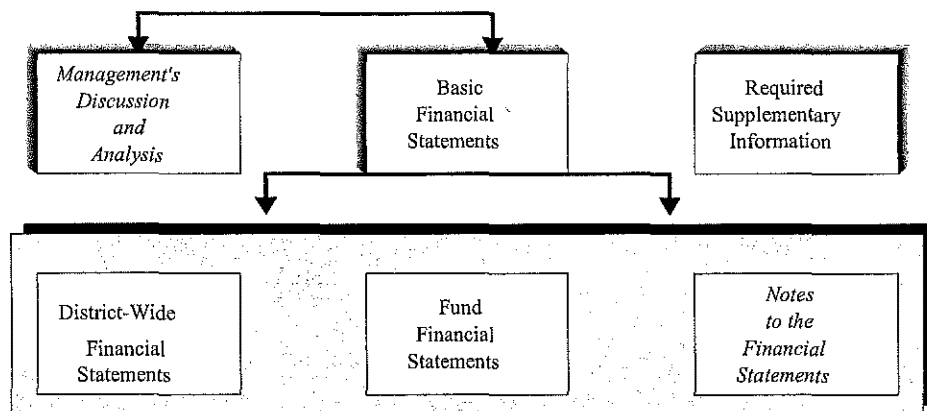 Management's
Discussion
and
Analysis
Basic
Financial
Statements
Required
Supplementary
Information
District-Wide
Financial
Statements
Fund
Financial
Statements
Notes
to the
Financial
Statements